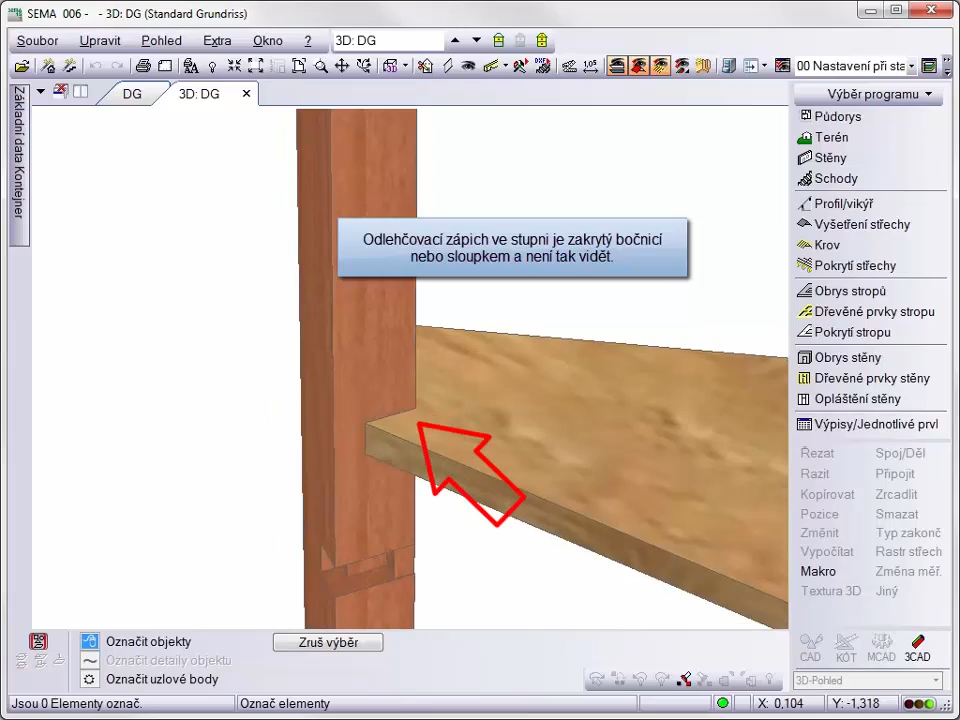 SEMA 006 - - 3D: DG (Standard Grundriss)
Soubor Upravit Pohled Extra Okno ? 3D: DG
00 Nastavení při sta
DG 3D: DG
Základní data Kontejner
Odlehčovací zápich ve stupni je zakrytý bočnicí
nebo sloupkem a není tak vidět.
Výběr programu
Půdorys
Terén
Stěny
Schody
Profil/vikýř
Vyšetření střechy
Krov
Pokrytí střechy
Obrys stropů
Dřevěné prvky stropu
Pokrytí stropu
Obrys stěny
Dřevěné prvky stěny
Opláštění stěny
Výpisy/Jednotlivé prvl
Řezat Spoj/Děl
Razit Připojit
Kopírovat Zrcadlit
Pozice Smazat
Změnit Typ zakonč
Vypočítat Rastr střech
Makro Změna měř.
Textura 3D Jiný
CAD KÓT MCAD 3CAD
3D-Pohled
Označit objekty Zruš výběr
Označit detaily objektu
Označit uzlové body
Jsou 0 Elementy označ. Označ elementy X: 0,104 Y: -1,318